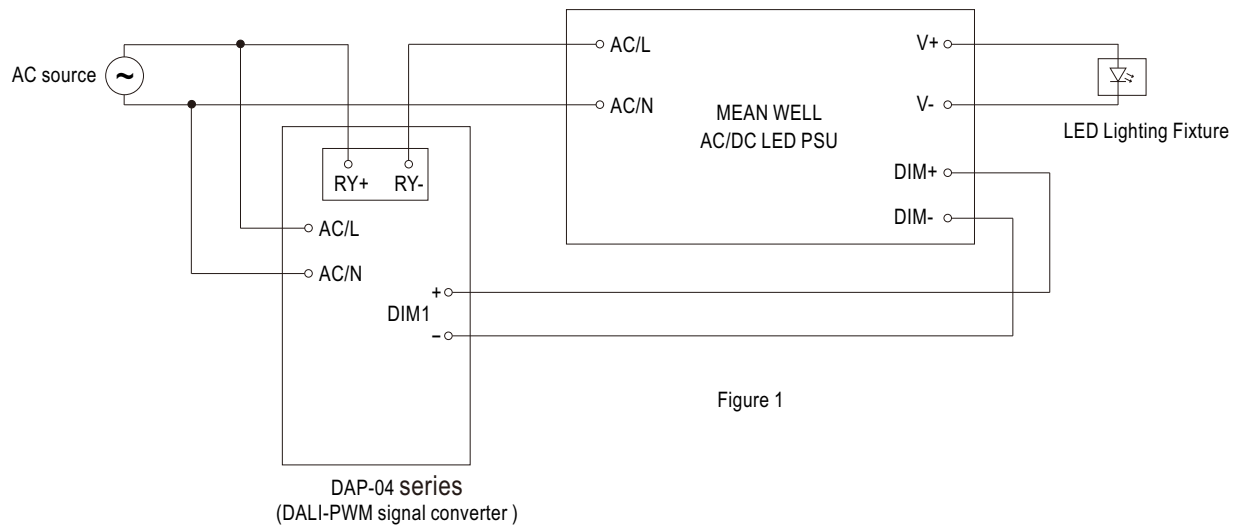 AC source
~
AC/L
AC/N
MEAN WELL
AC/DC LED PSU
V+
V-
DIM+
DIM-
LED Lighting Fixture
RY+ RY-
AC/L
AC/N
+
DIM1
–
Figure 1
DAP-04 series
(DALI-PWM signal converter )